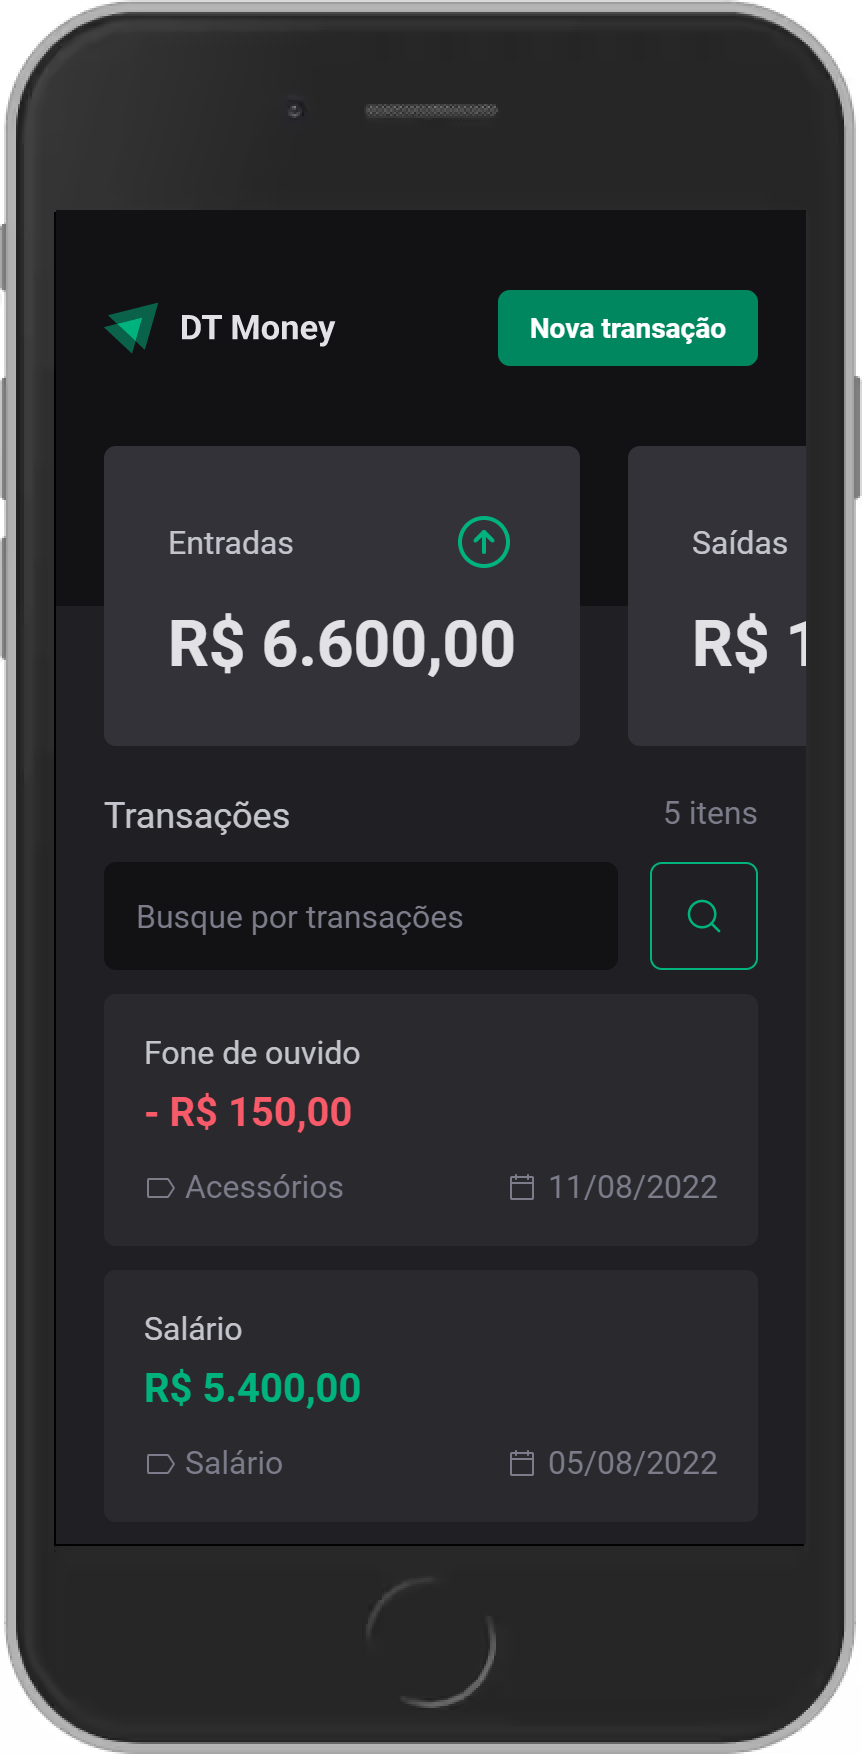 DT Money
Nova transação
Entradas
R$ 6.600,00
Saídas
R$ 1
Transações
5 itens
Busque por transações
Fone de ouvido
- R$ 150,00
Acessórios
11/08/2022
Salário
R$ 5.400,00
Salário
05/08/2022